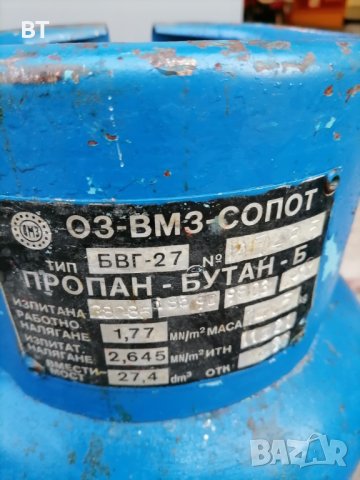 BT
ВМЗ
ОЗ-ВМЗ-СОПОТ
ТИП БВГ-27 №
ПРОПАН-БУТАН-Б
ИЗПИТАНА
РАБОТНО
НАЛЯГАНЕ 1,77 MN/m² МАСА
ИЗПИТАТ
НАЛЯГАНЕ 2,645 MN/m² ИТН
ВМЕСТИ
МОСТ 27,4 dm³ ОТК
BAZAR
bg